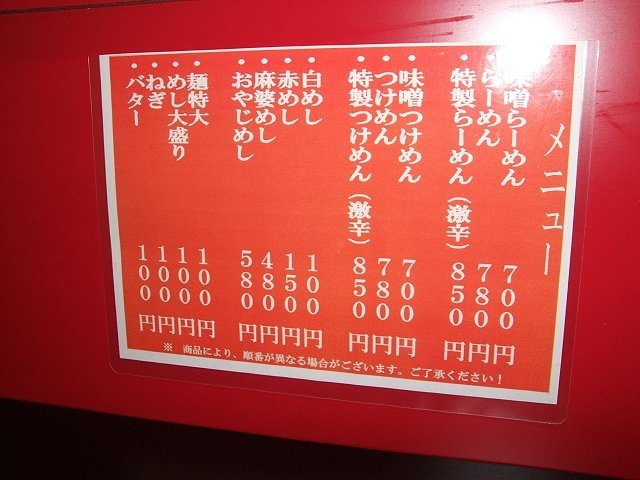 メニュー
味噌らーめん 700円
・らーめん 780円
・特製らーめん（激辛） 850円
・味噌つけめん 700円
・つけめん 780円
・特製つけめん（激辛） 850円
・白めし 100円
・赤めし 150円
・麻婆めし 480円
・おやじめし 580円
・麺特大 100円
・めし大盛り 100円
・ねぎ 100円
・バター 100円
※ 商品により、順番が異なる場合がございます。ご了承ください！